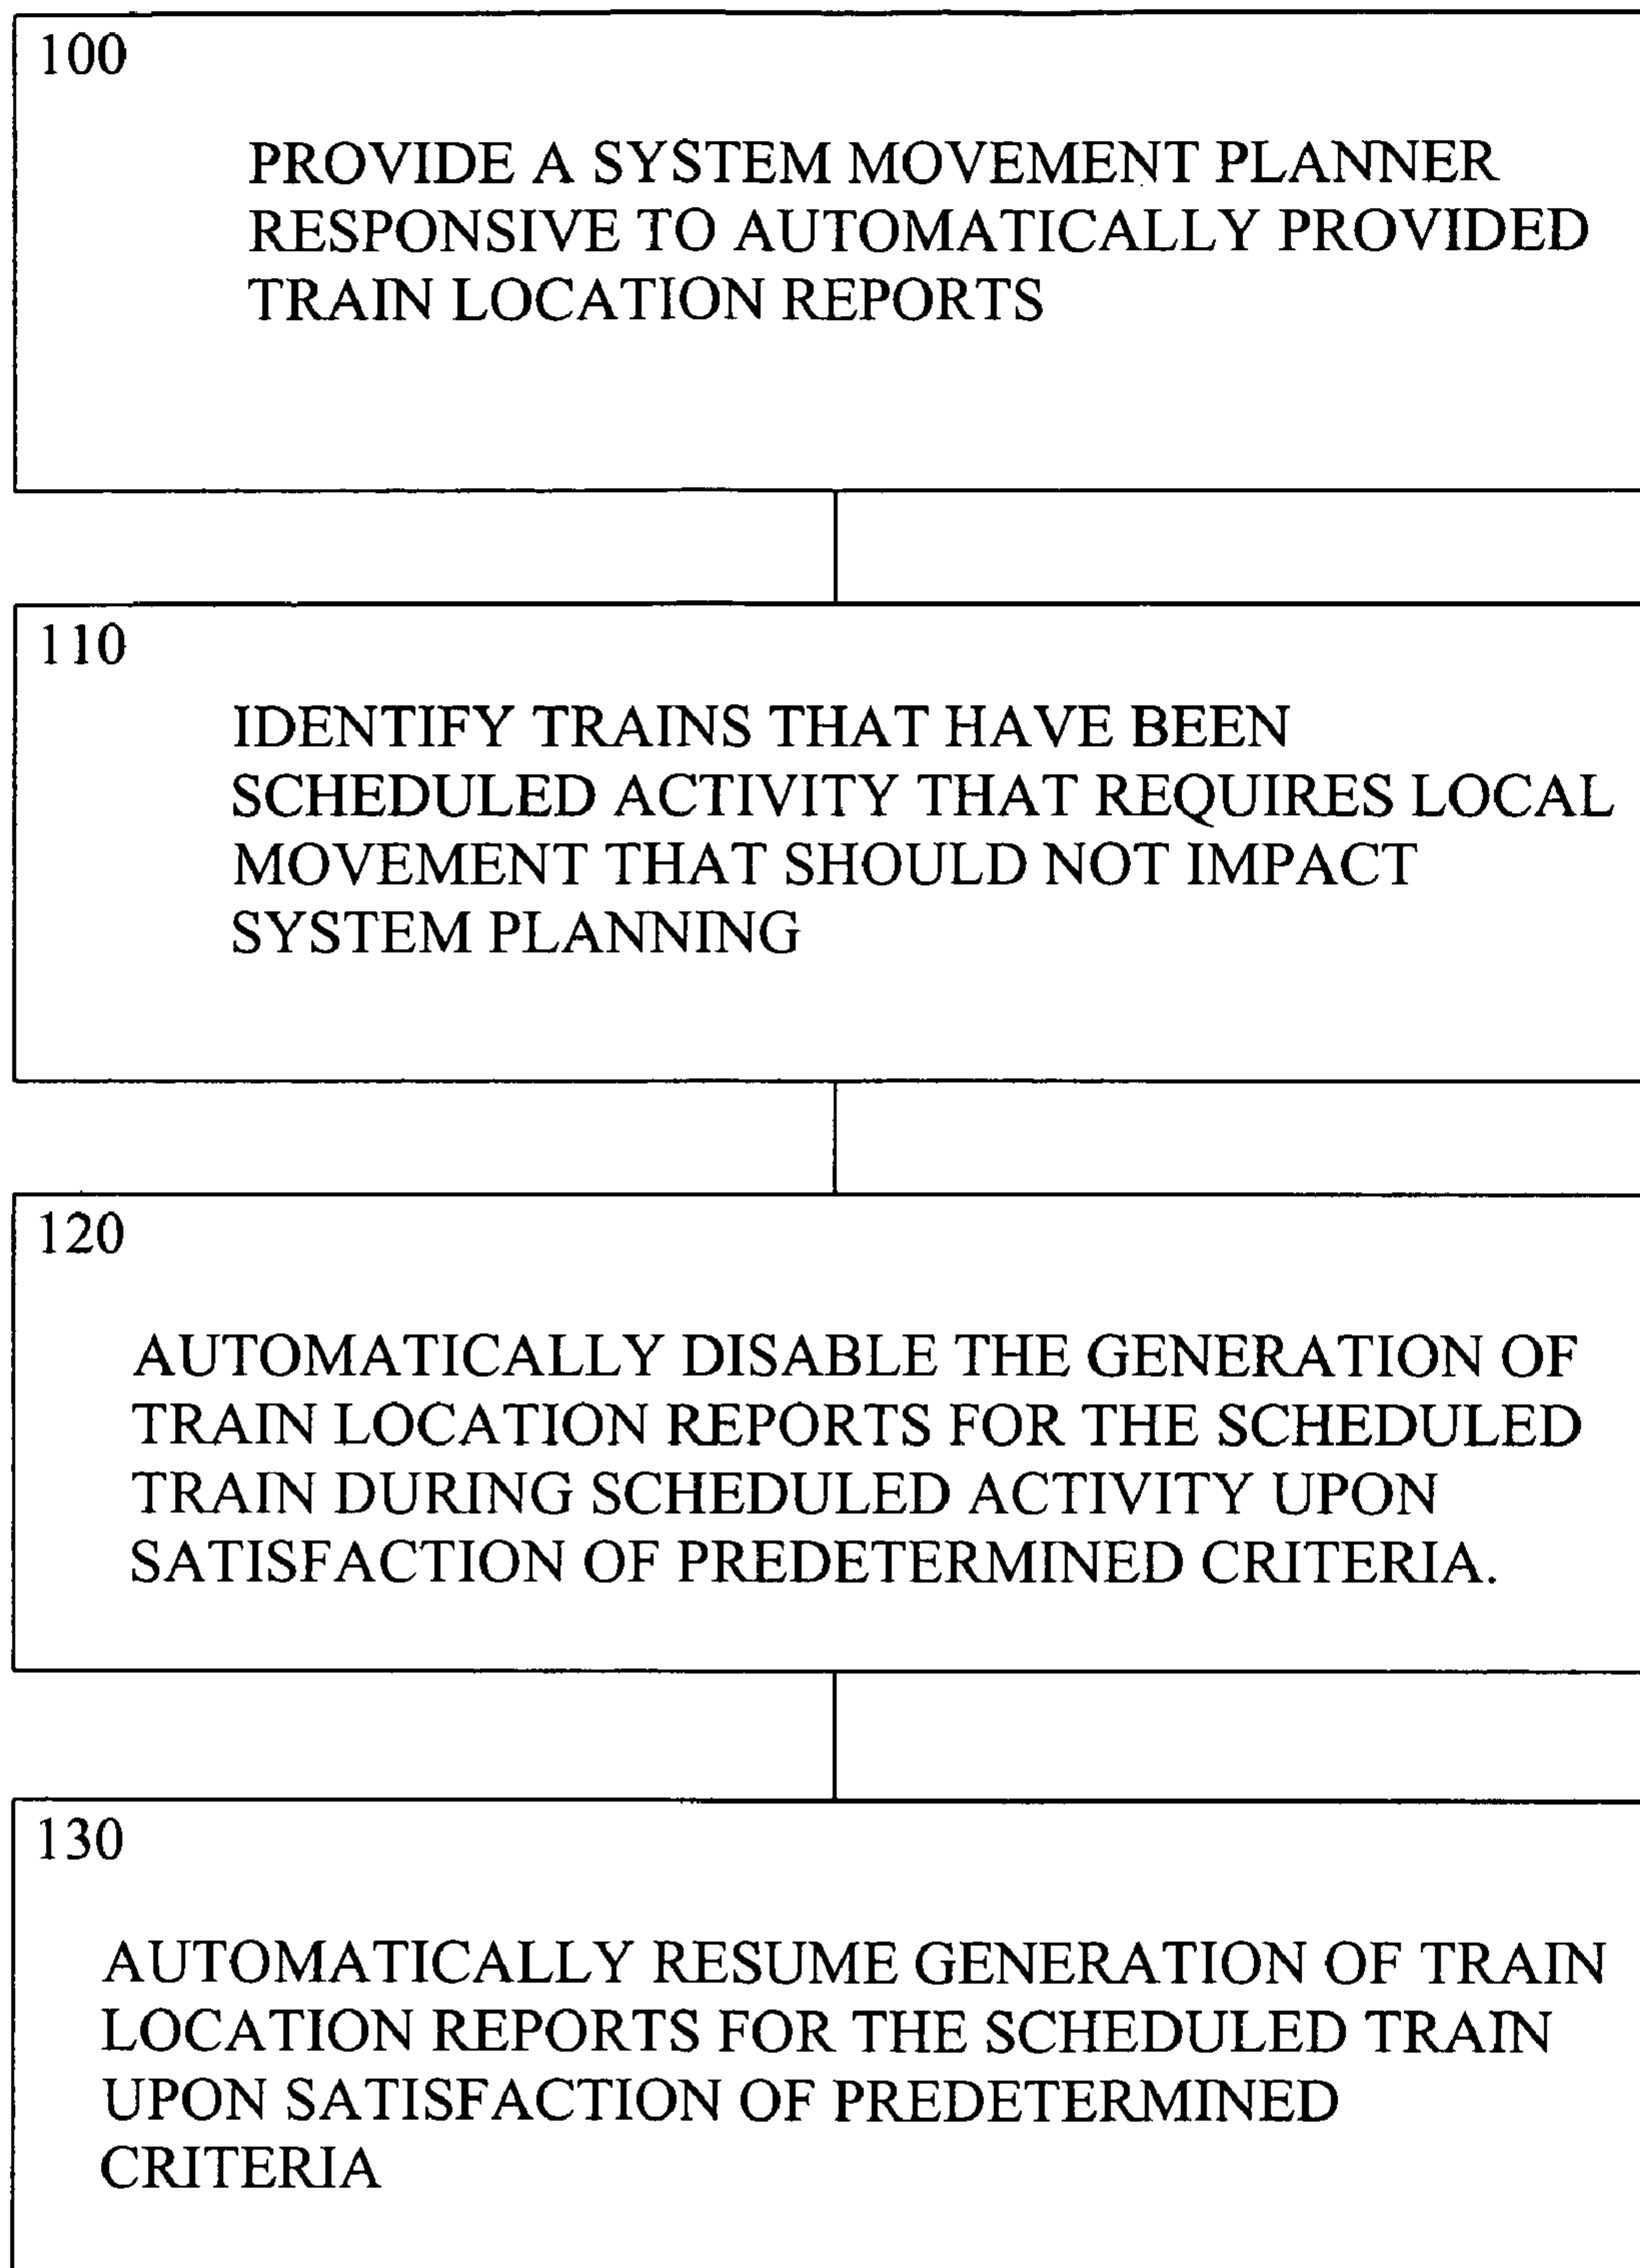 100
PROVIDE A SYSTEM MOVEMENT PLANNER
RESPONSIVE TO AUTOMATICALLY PROVIDED
TRAIN LOCATION REPORTS
110
IDENTIFY TRAINS THAT HAVE BEEN
SCHEDULED ACTIVITY THAT REQUIRES LOCAL
MOVEMENT THAT SHOULD NOT IMPACT
SYSTEM PLANNING
120
AUTOMATICALLY DISABLE THE GENERATION OF
TRAIN LOCATION REPORTS FOR THE SCHEDULED
TRAIN DURING SCHEDULED ACTIVITY UPON
SATISFACTION OF PREDETERMINED CRITERIA.
130
AUTOMATICALLY RESUME GENERATION OF TRAIN
LOCATION REPORTS FOR THE SCHEDULED TRAIN
UPON SATISFACTION OF PREDETERMINED
CRITERIA